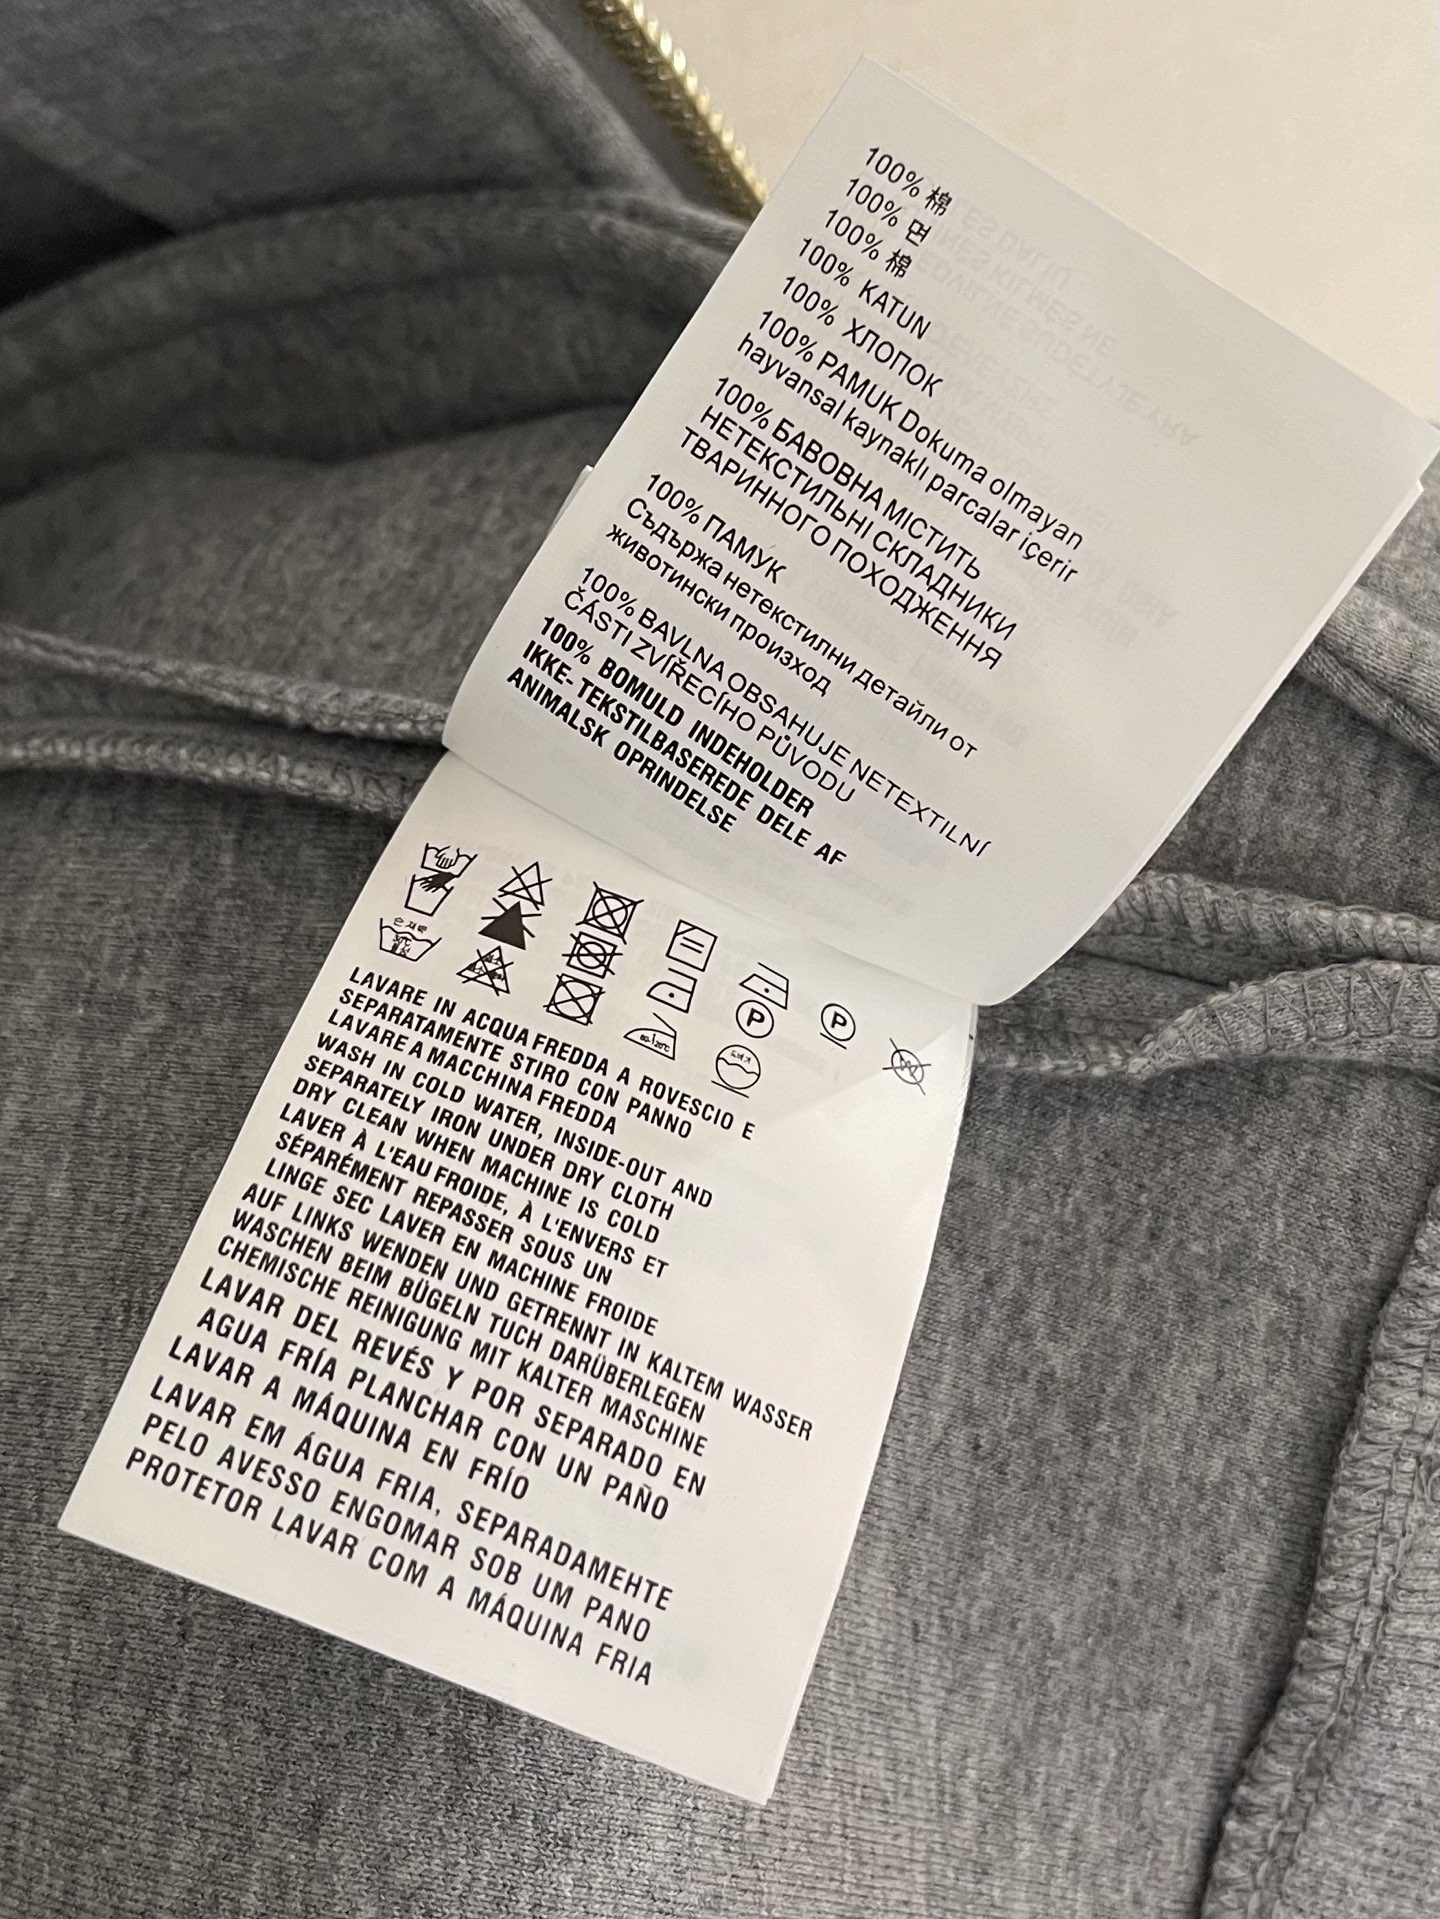 100% 棉
100% 면
100% 棉
100% KATUN
100% ХЛОПОК
100% PAMUK Dokuma olmayan
hayvansal kaynaklı parcalar içerir
100% БАВОВНА МІСТИТЬ
НЕТЕКСТИЛЬНІ СКЛАДНИКИ
ТВАРИННОГО ПОХОДЖЕННЯ
100% ПАМУК
Съдържа нетекстилни детайли от
животински произход
100% BAVLNA OBSAHUJE NETEXTILNÍ
ČÁSTI ZVÍŘECÍHO PŮVODU
100% BOMULD INDEHOLDER
IKKE- TEKSTILBASEREDE DELE AF
ANIMALSK OPRINDELSE
P P
W
LAVARE IN ACQUA FREDDA A ROVESCIO E
SEPARATAMENTE STIRO CON PANNO
LAVARE A MACCHINA FREDDA
WASH IN COLD WATER, INSIDE-OUT AND
SEPARATELY IRON UNDER DRY CLOTH
DRY CLEAN WHEN MACHINE IS COLD
LAVER À L'EAU FROIDE, À L'ENVERS ET
SÉPARÉMENT REPASSER SOUS UN
LINGE SEC LAVER EN MACHINE FROIDE
AUF LINKS WENDEN UND GETRENNT IN KALTEM WASSER
WASCHEN BEIM BÜGELN TUCH DARÜBERLEGEN
CHEMISCHE REINIGUNG MIT KALTER MASCHINE
LAVAR DEL REVÉS Y POR SEPARADO EN
AGUA FRÍA PLANCHAR CON UN PAÑO
LAVAR A MÁQUINA EN FRÍO
LAVAR EM ÁGUA FRIA, SEPARADAMEHTE
PELO AVESSO ENGOMAR SOB UM PANO
PROTETOR LAVAR COM A MÁQUINA FRIA